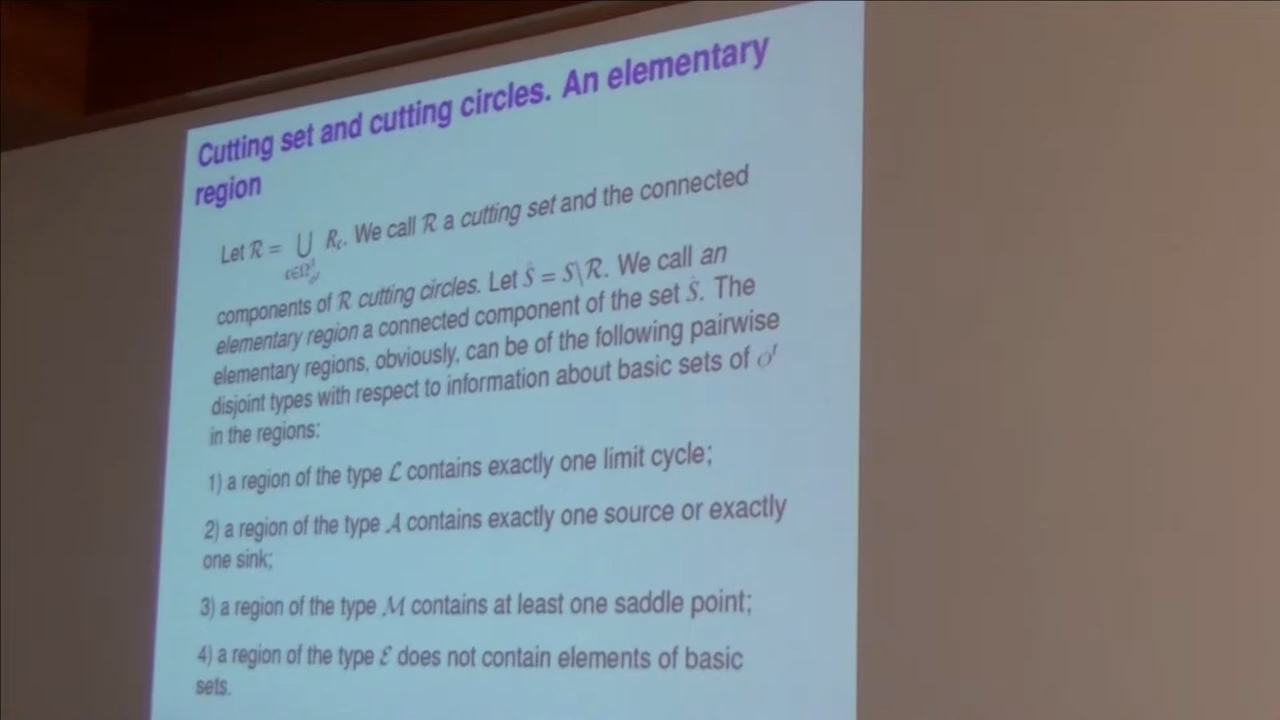 Cutting set and cutting circles. An elementary
region
Let ℛ = ⋃ R_c. We call ℛ a cutting set and the connected
c∈Ω³_{ϕᵗ}
components of ℛ cutting circles. Let Ŝ = S\ℛ. We call an
elementary region a connected component of the set Ŝ. The
elementary regions, obviously, can be of the following pairwise
disjoint types with respect to information about basic sets of ϕᵗ
in the regions:
1) a region of the type ℒ contains exactly one limit cycle;
2) a region of the type 𝒜 contains exactly one source or exactly
one sink;
3) a region of the type ℳ contains at least one saddle point;
4) a region of the type ℰ does not contain elements of basic
sets.